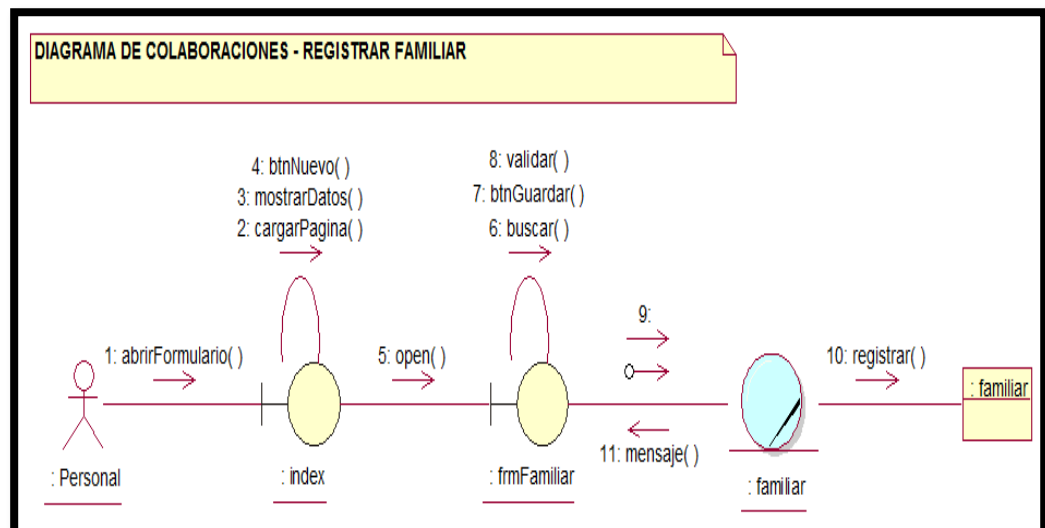 DIAGRAMA DE COLABORACIONES - REGISTRAR FAMILIAR
4: btnNuevo( )
3: mostrarDatos( )
2: cargarPagina( )
8: validar( )
7: btnGuardar( )
6: buscar( )
1: abrirFormulario( )
5: open( )
9:
10: registrar( )
11: mensaje( )
: Personal
: index
: frmFamiliar
: familiar
: familiar